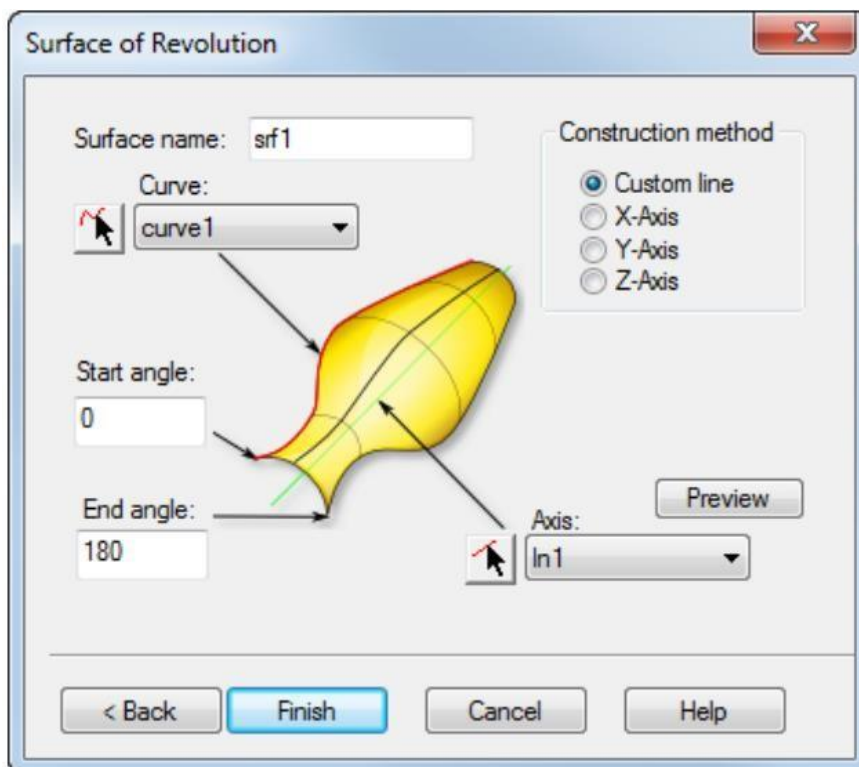 Surface of Revolution
Surface name: srf1
Construction method
Custom line
X-Axis
Y-Axis
Z-Axis
Curve:
curve1
Start angle:
0
End angle:
180
Preview
Axis:
ln1
< Back Finish Cancel Help